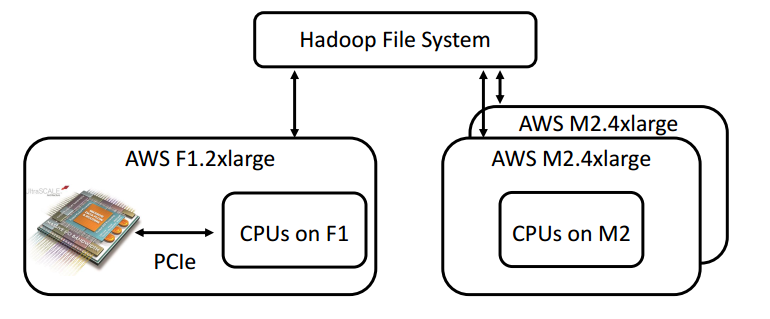 Hadoop File System
AWS F1.2xlarge
AWS M2.4xlarge
AWS M2.4xlarge
UltraSCALE
CPUs on F1
PCIe
CPUs on M2